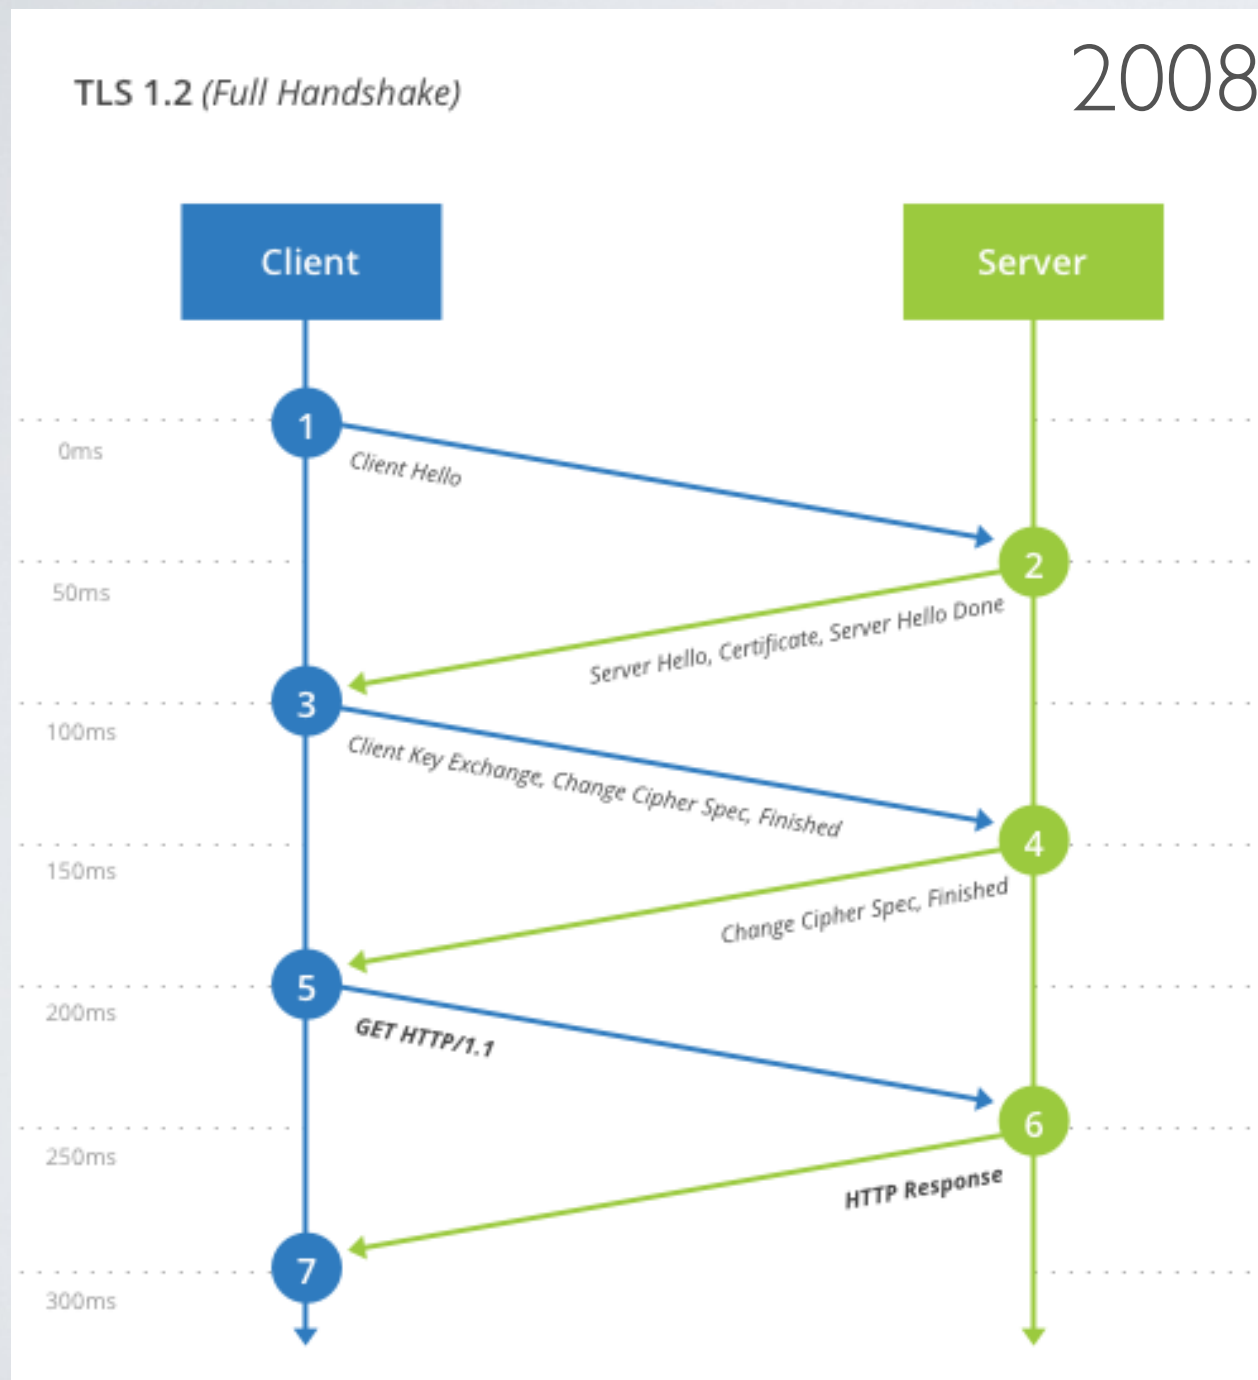 TLS 1.2 (Full Handshake)
2008
Client
Server
1
0ms
Client Hello
2
50ms
Server Hello, Certificate, Server Hello Done
3
100ms
Client Key Exchange, Change Cipher Spec, Finished
4
150ms
Change Cipher Spec, Finished
5
200ms
GET HTTP/1.1
6
250ms
HTTP Response
7
300ms